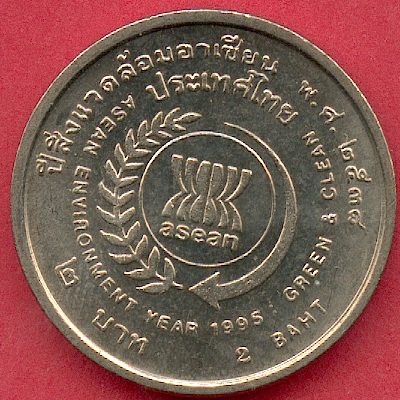 ปีสิ่งแวดล้อมอาเซียน พ.ศ. ๒๕๓๘
ประเทศไทย
ASEAN ENVIRONMENT YEAR 1995 : GREEN & CLEAN
asean
๒ บาท 2 BAHT